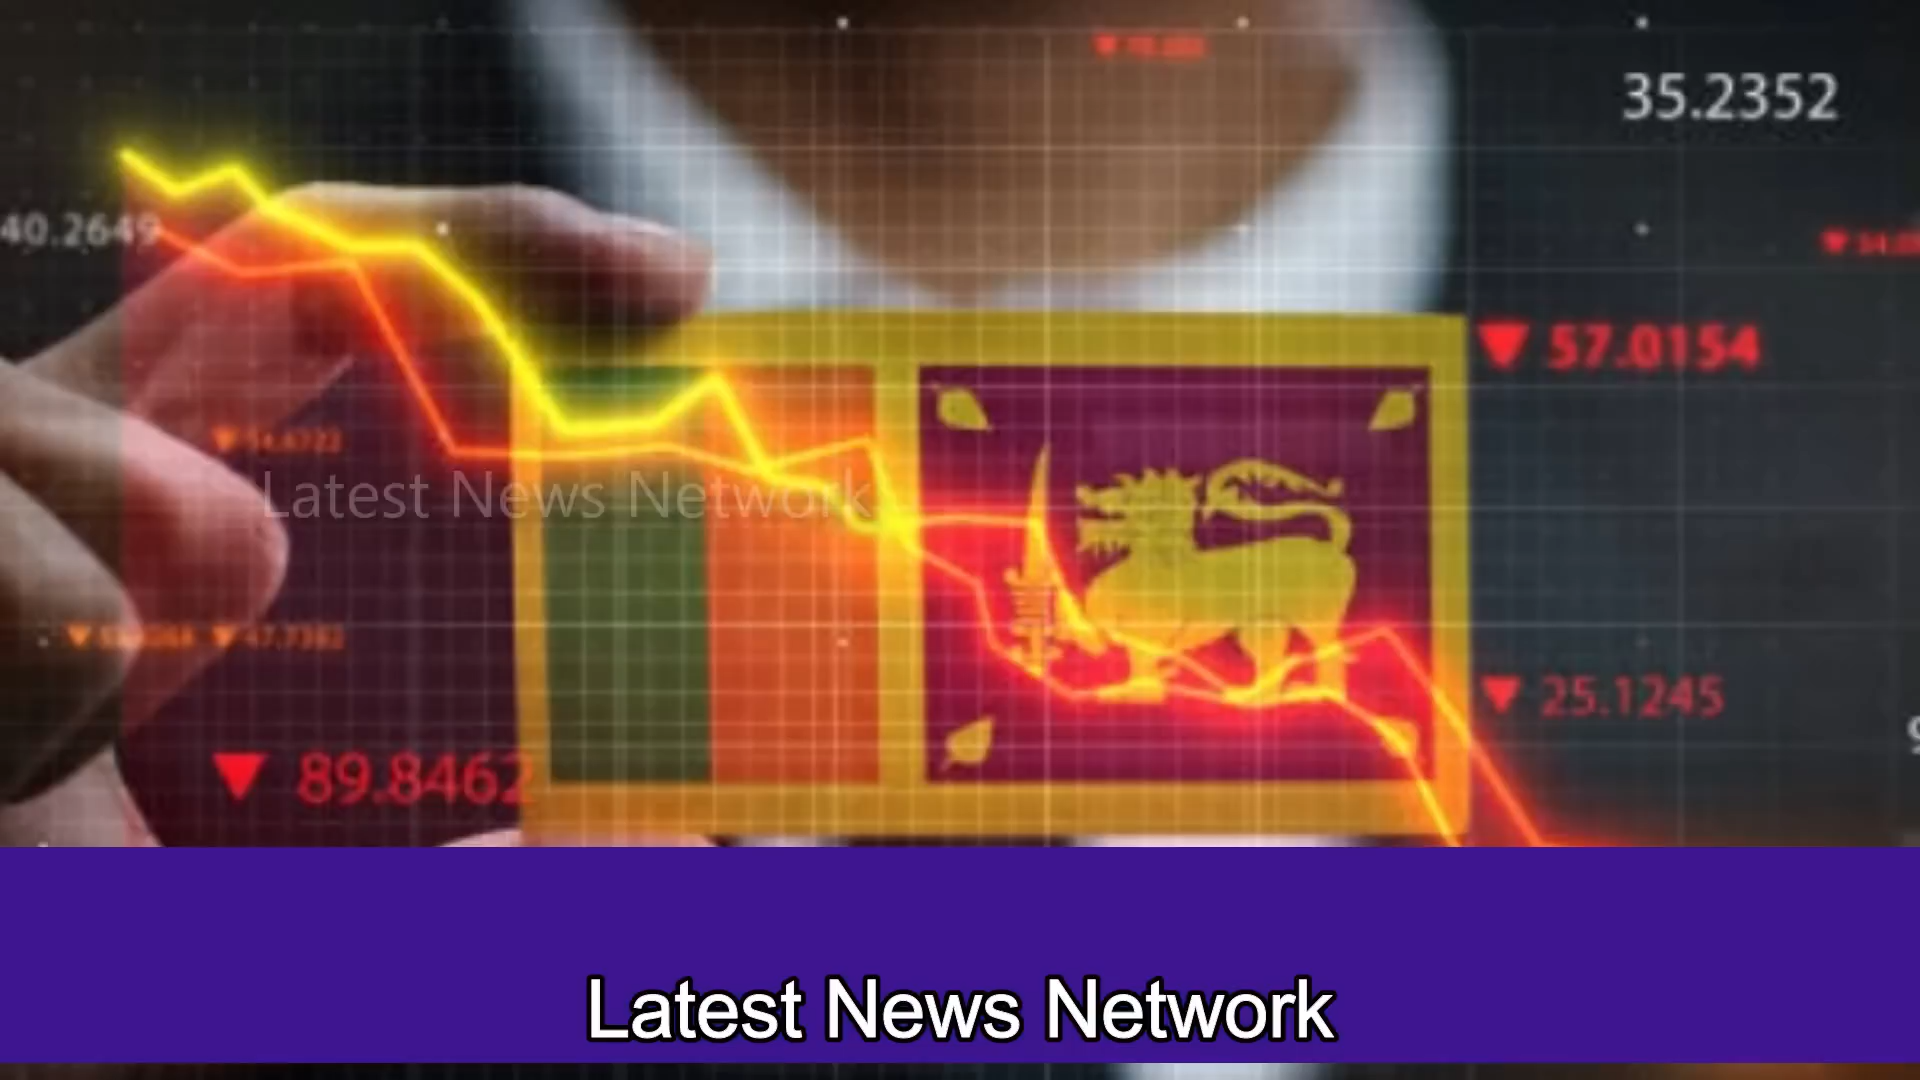 35.2352
40.2649
▼ 57.0154
Latest News Network
▼ 25.1245
▼ 89.8462
Latest News Network